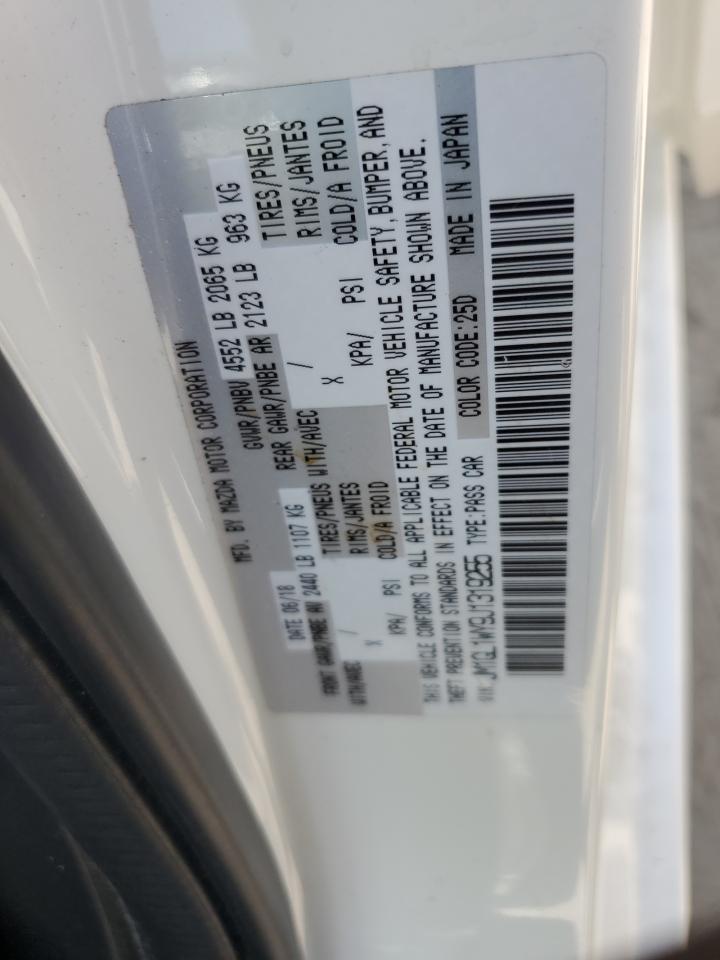 MFD. BY MAZDA MOTOR CORPORATION
DATE 06/18 GVWR/PNBV 4552 LB 2065 KG
FRONT GAWR/PNBE AV 2440 LB 1107 KG REAR GAWR/PNBE AR 2123 LB 963 KG
WITH/AVEC / TIRES/PNEUS WITH/AVEC / TIRES/PNEUS
X RIMS/JANTES X RIMS/JANTES
KPA/ PSI COLD/A FROID KPA/ PSI COLD/A FROID
THIS VEHICLE CONFORMS TO ALL APPLICABLE FEDERAL MOTOR VEHICLE SAFETY, BUMPER, AND
THEFT PREVENTION STANDARDS IN EFFECT ON THE DATE OF MANUFACTURE SHOWN ABOVE.
VIN: JM1GL1WY9J1319255 TYPE:PASS CAR COLOR CODE:25D MADE IN JAPAN